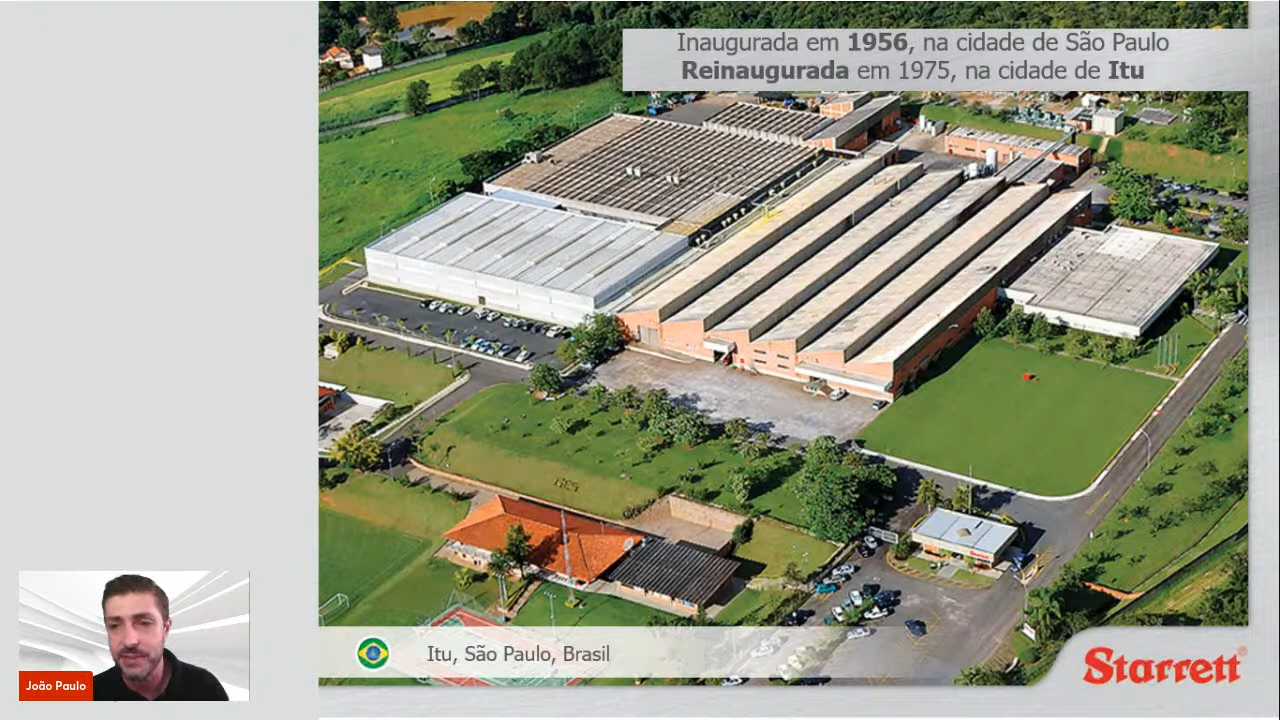 Inaugurada em 1956, na cidade de São Paulo
Reinaugurada em 1975, na cidade de Itu
Itu, São Paulo, Brasil
Starrett®
João Paulo